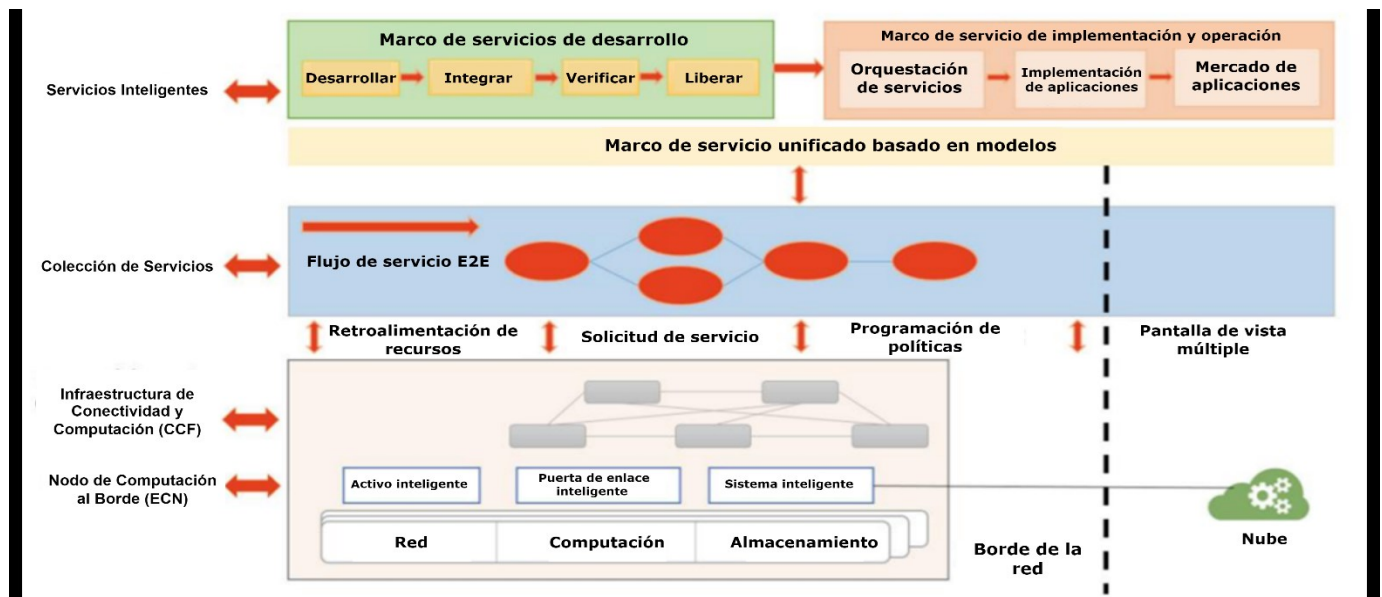 Marco de servicios de desarrollo
Desarrollar
Integrar
Verificar
Liberar
Marco de servicio de implementación y operación
Orquestación
de servicios
Implementación
de aplicaciones
Mercado de
aplicaciones
Servicios Inteligentes
Marco de servicio unificado basado en modelos
Colección de Servicios
Flujo de servicio E2E
Retroalimentación de
recursos
Solicitud de servicio
Programación de
políticas
Pantalla de vista
múltiple
Infraestructura de
Conectividad y
Computación (CCF)
Nodo de Computación
al Borde (ECN)
Activo inteligente
Puerta de enlace
inteligente
Sistema inteligente
Red
Computación
Almacenamiento
Borde de la
red
Nube